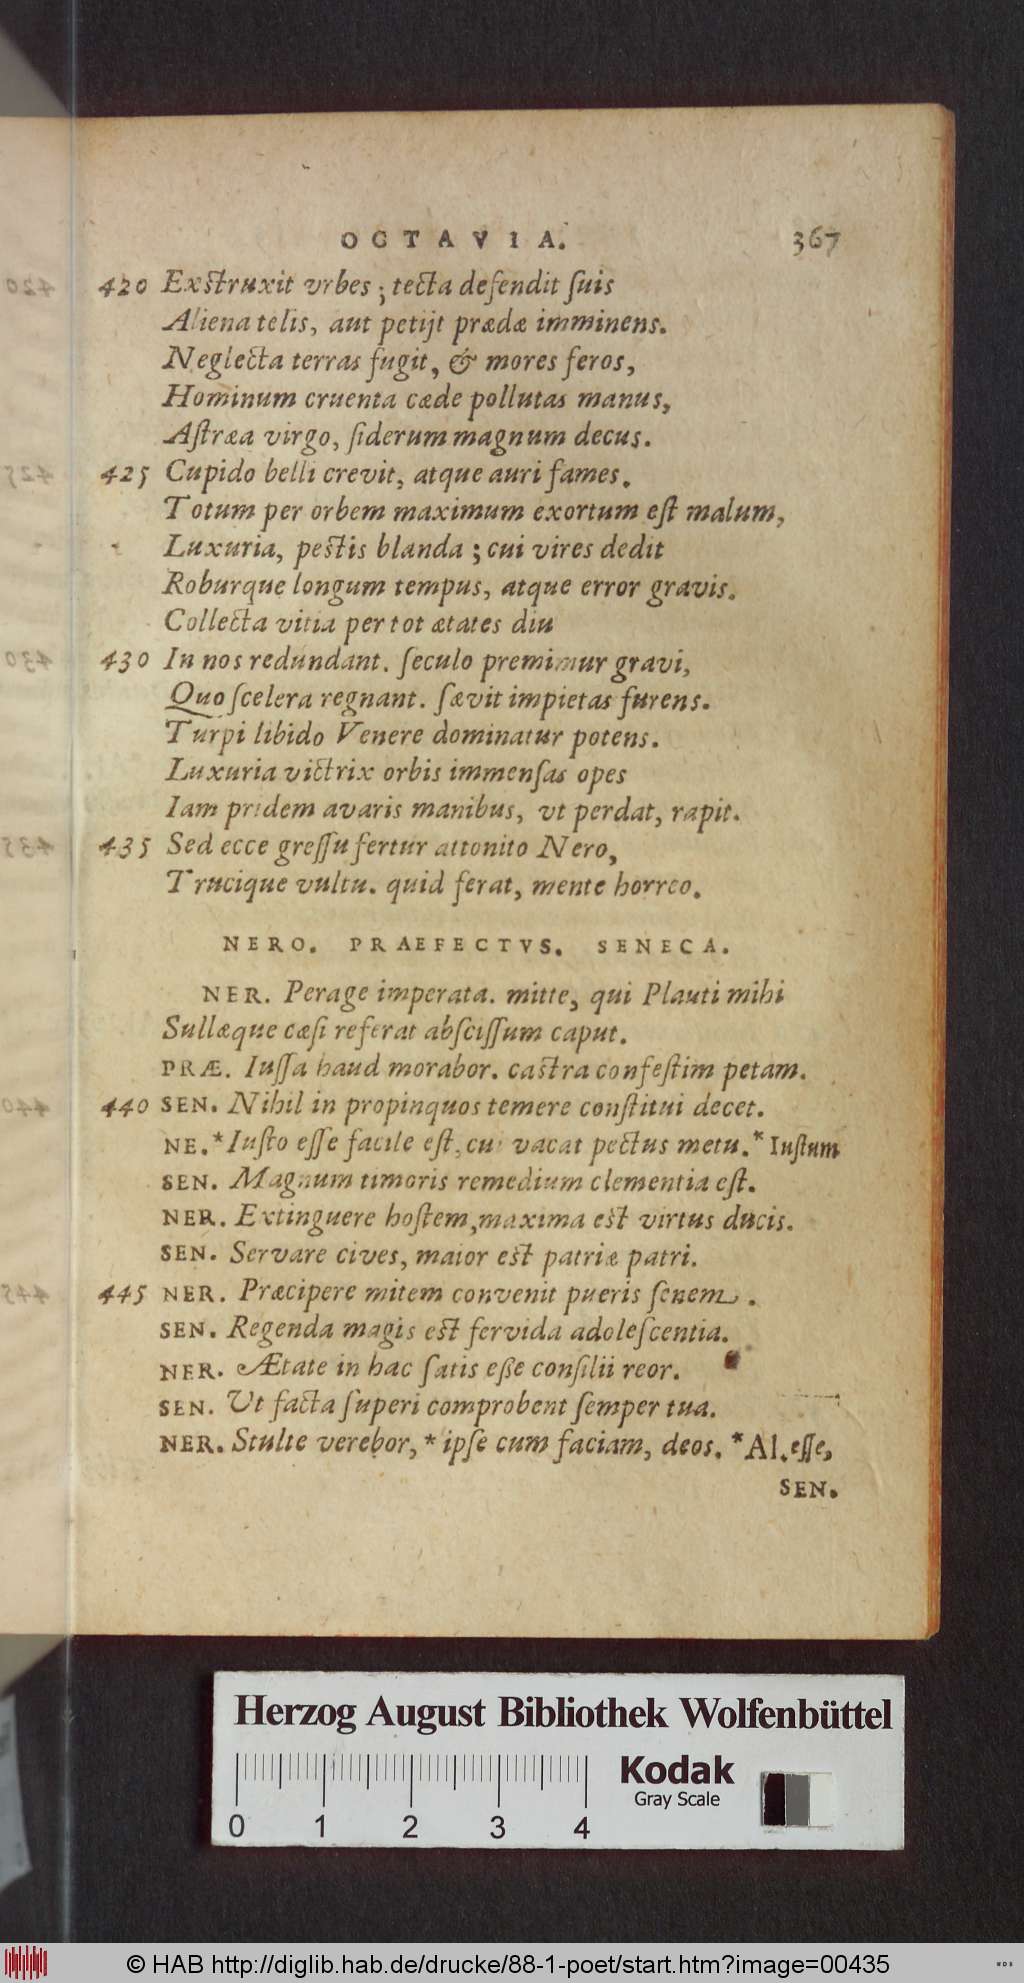 OCTAVIA. 367
420 Exstruxit vrbes ; tecta defendit ſuis
Aliena telis, aut petijt prædæ imminens.
Neglecta terras fugit, & mores feros,
Hominum cruenta cæde pollutas manus,
Aſtræa virgo, ſiderum magnum decus.
425 Cupido belli crevit, atque auri fames.
Totum per orbem maximum exortum eſt malum,
Luxuria, pestis blanda ; cui vires dedit
Roburque longum tempus, atque error gravis.
Collecta vitia per tot ætates diu
430 In nos redundant. ſeculo premimur gravi,
Quo ſcelera regnant. ſævit impietas furens.
Turpi libido Venere dominatur potens.
Luxuria victrix orbis immenſas opes
Iam pridem avaris manibus, vt perdat, rapit.
435 Sed ecce greſſu fertur attonito Nero,
Trucique vultu. quid ferat, mente horreo.
NERO. PRAEFECTVS. SENECA.
NER. Perage imperata. mitte, qui Plauti mihi
Sullæque cæſi referat abſciſſum caput.
PRÆ. Iuſſa haud morabor. castra confeſtim petam.
440 SEN. Nihil in propinquos temere conſtitui decet.
NE. * Iuſto eſſe facile eſt, cui vacat pectus metu. * Iuſtum
SEN. Magnum timoris remedium clementia eſt.
NER. Extinguere hoſtem, maxima est virtus ducis.
SEN. Servare cives, maior est patriæ patri.
445 NER. Præcipere mitem convenit pueris ſenem.
SEN. Regenda magis est fervida adoleſcentia.
NER. Ætate in hac ſatis eße conſilii reor.
SEN. Ut facta ſuperi comprobent ſemper tua.
NER. Stulte verebor, * ipſe cum faciam, deos. * Al. eſſe,
SEN.
Herzog August Bibliothek Wolfenbüttel
Kodak
Gray Scale
0 1 2 3 4
© HAB http://diglib.hab.de/drucke/88-1-poet/start.htm?image=00435